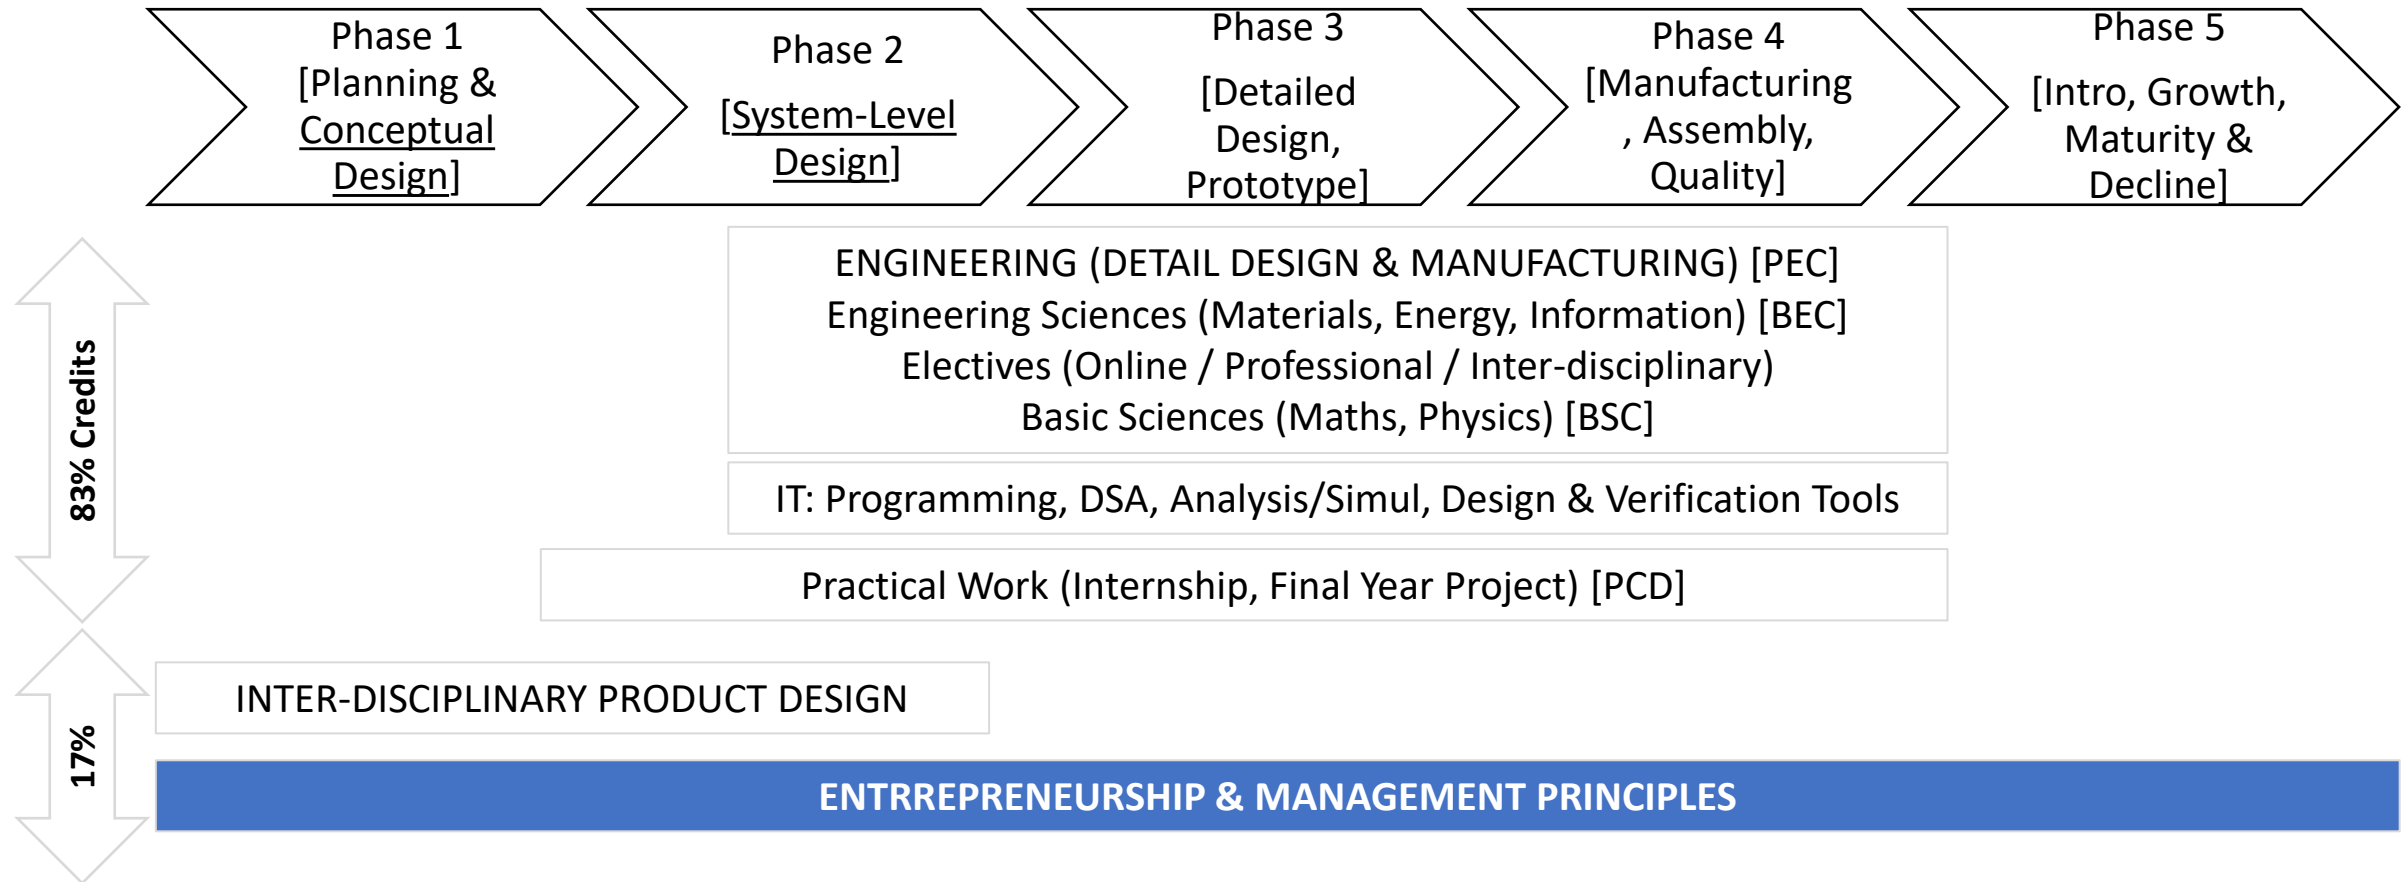 Phase 1
[Planning &
Conceptual
Design]
Phase 2
[System-Level
Design]
Phase 3
[Detailed
Design,
Prototype]
Phase 4
[Manufacturing
, Assembly,
Quality]
Phase 5
[Intro, Growth,
Maturity &
Decline]
83% Credits
ENGINEERING (DETAIL DESIGN & MANUFACTURING) [PEC]
Engineering Sciences (Materials, Energy, Information) [BEC]
Electives (Online / Professional / Inter-disciplinary)
Basic Sciences (Maths, Physics) [BSC]
IT: Programming, DSA, Analysis/Simul, Design & Verification Tools
Practical Work (Internship, Final Year Project) [PCD]
17%
INTER-DISCIPLINARY PRODUCT DESIGN
ENTRREPRENEURSHIP & MANAGEMENT PRINCIPLES